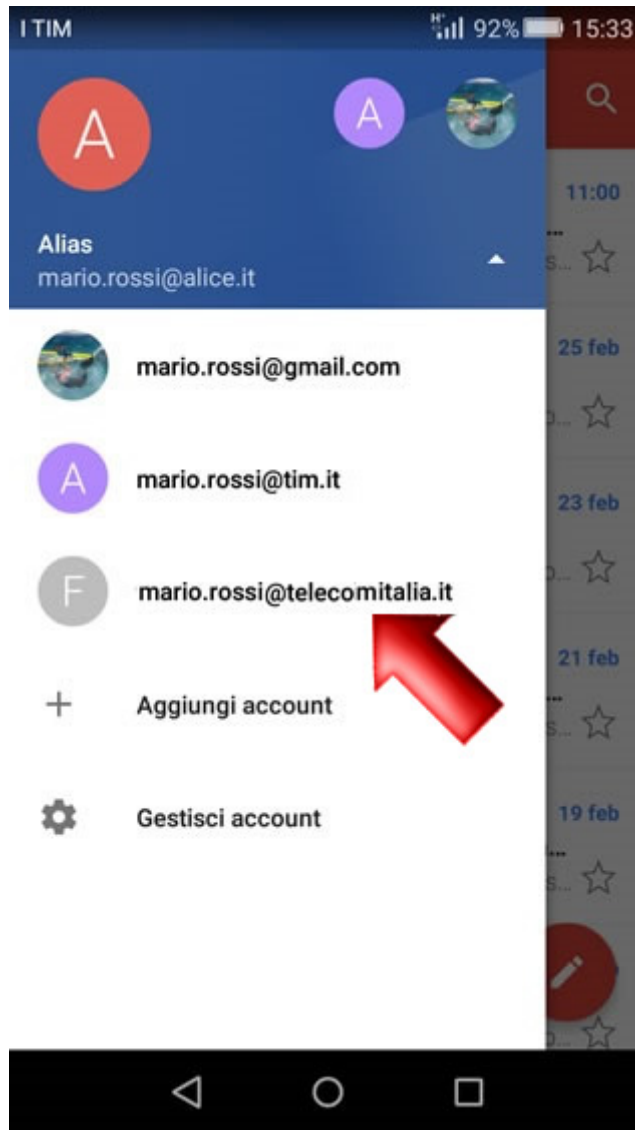 I TIM 92% 15:33
A A
Alias
mario.rossi@alice.it
11:00
mario.rossi@gmail.com
25 feb
A mario.rossi@tim.it
23 feb
F mario.rossi@telecomitalia.it
21 feb
+ Aggiungi account
Gestisci account
19 feb